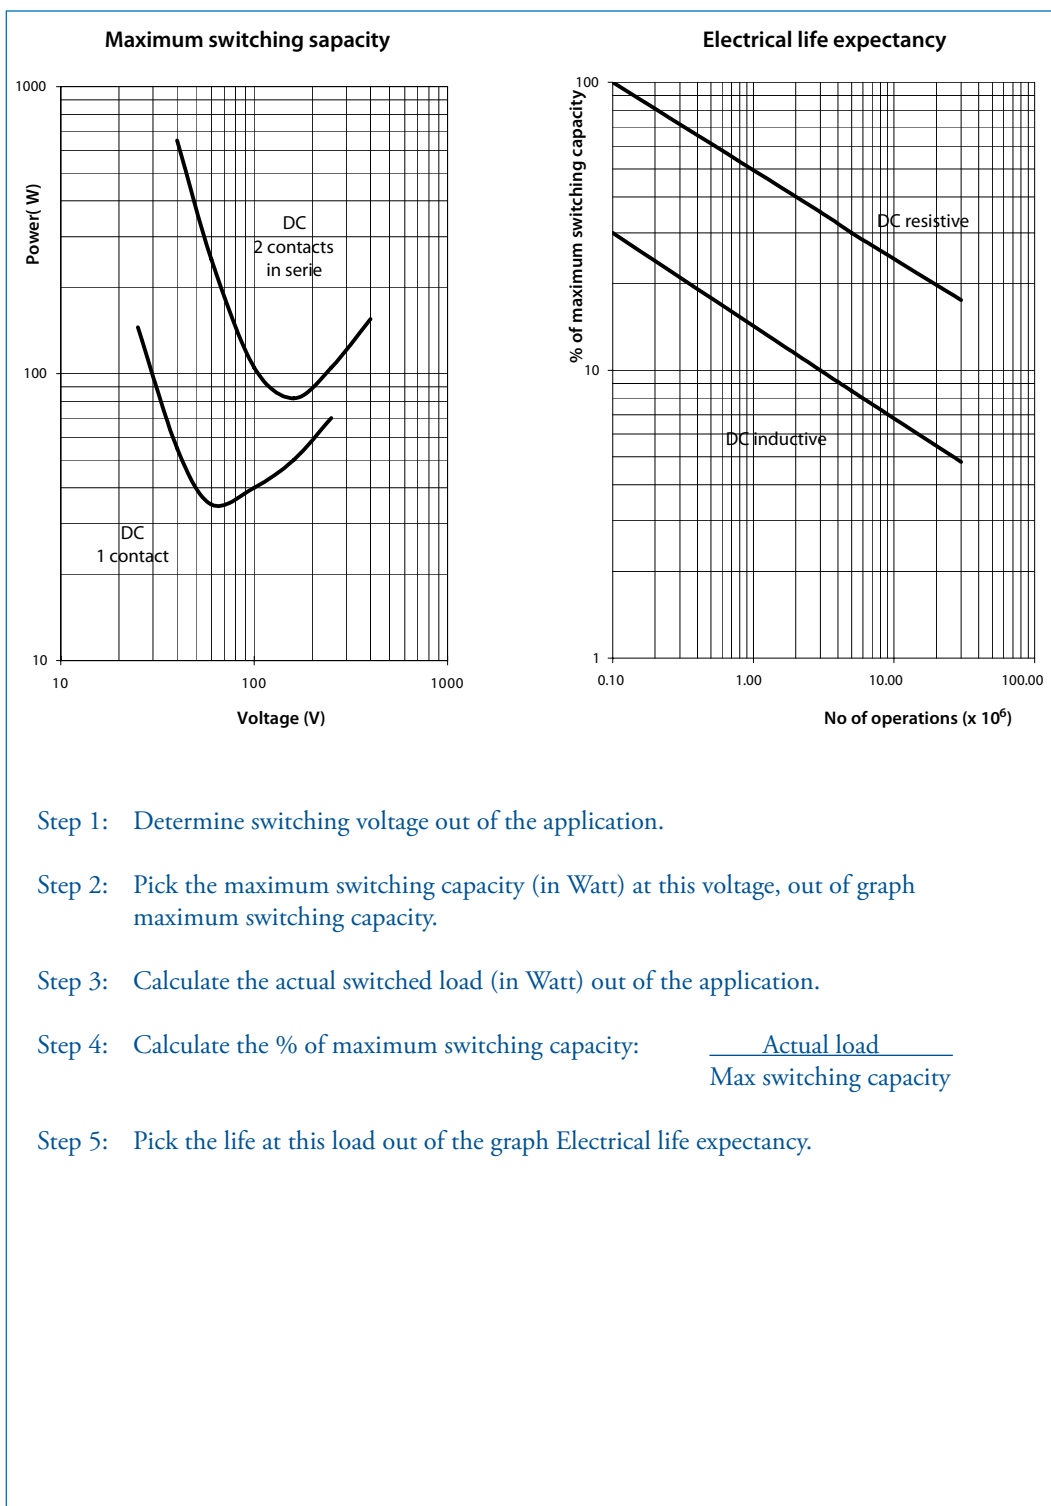 Maximum switching sapacity
1000
100
10
10
100
1000
Power( W)
Voltage (V)
DC
2 contacts
in serie
DC
1 contact
Electrical life expectancy
100
10
1
0.10
1.00
10.00
100.00
% of maximum switching capacity
No of operations (x 10⁶)
DC resistive
DC inductive
Step 1: Determine switching voltage out of the application.
Step 2: Pick the maximum switching capacity (in Watt) at this voltage, out of graph
maximum switching capacity.
Step 3: Calculate the actual switched load (in Watt) out of the application.
Step 4: Calculate the % of maximum switching capacity: Actual load
Max switching capacity
Step 5: Pick the life at this load out of the graph Electrical life expectancy.